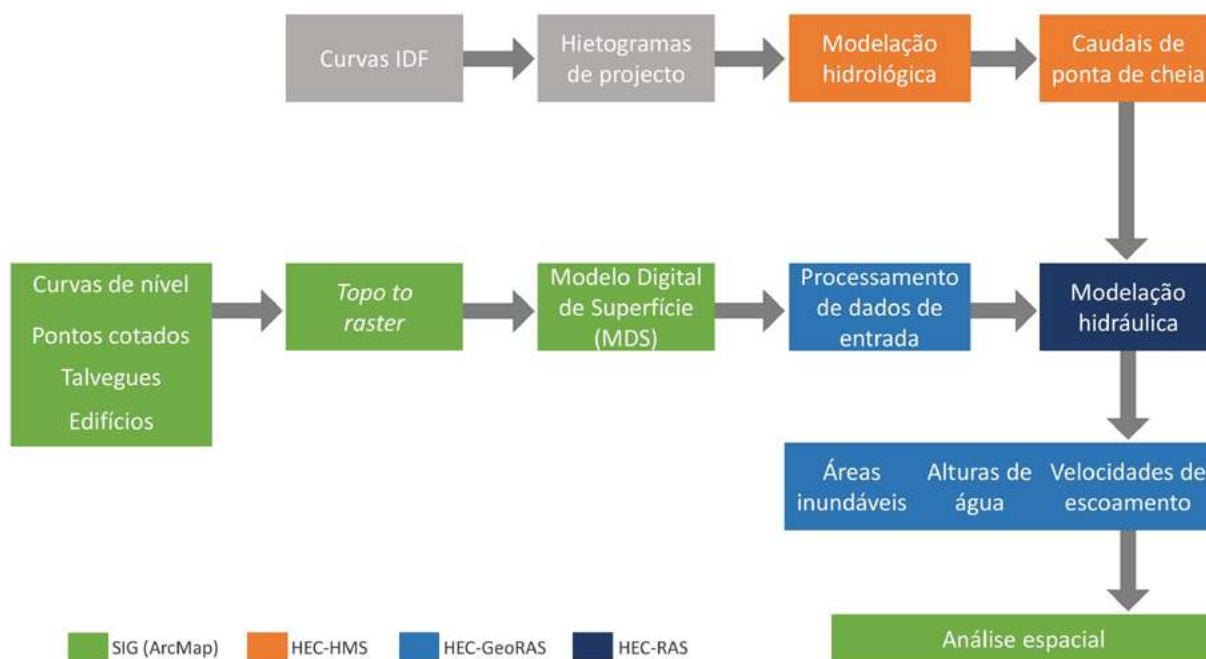 Curvas IDF
Hietogramas
de projecto
Modelação
hidrológica
Caudais de
ponta de cheia
Curvas de nível
Pontos cotados
Talvegues
Edifícios
Topo to
raster
Modelo Digital
de Superfície
(MDS)
Processamento
de dados de
entrada
Modelação
hidráulica
Áreas
inundáveis
Alturas de
água
Velocidades de
escoamento
Análise espacial
SIG (ArcMap)
HEC-HMS
HEC-GeoRAS
HEC-RAS